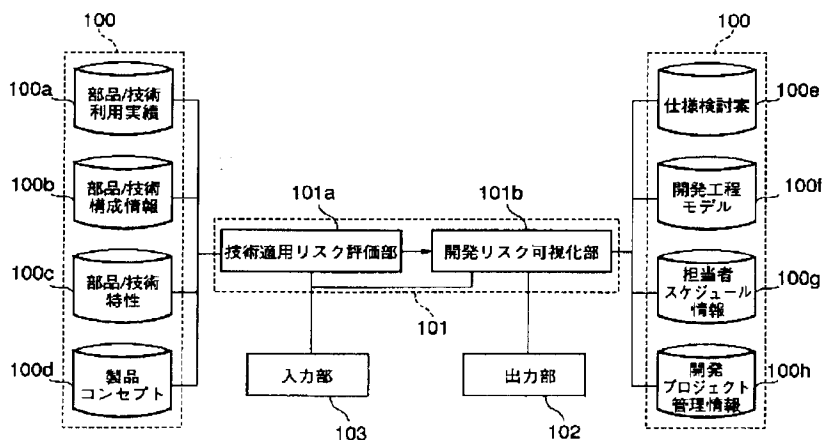 100
100a
部品/技術
利用実績
100b
部品/技術
構成情報
100c
部品/技術
特性
100d
製品
コンセプト
101a
技術適用リスク評価部
101b
開発リスク可視化部
101
入力部
103
出力部
102
100
仕様検討案
100e
開発工程
モデル
100f
担当者
スケジュール
情報
100g
開発
プロジェクト
管理情報
100h